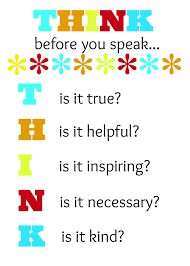 THINK
before you speak...
T is it true?
H is it helpful?
I is it inspiring?
N is it necessary?
K is it kind?